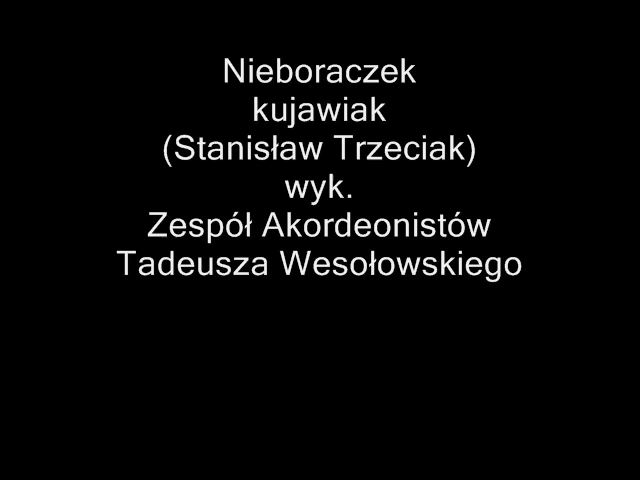 Nieboraczek
kujawiak
(Stanisław Trzeciak)
wyk.
Zespół Akordeonistów
Tadeusza Wesołowskiego